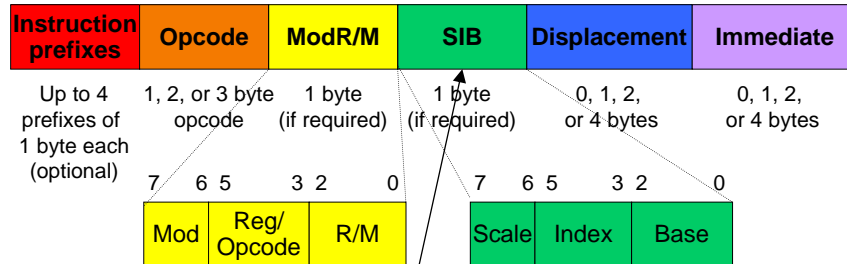 Instruction prefixes Opcode ModR/M SIB Displacement Immediate
Up to 4 prefixes of 1 byte each (optional)
1, 2, or 3 byte opcode
1 byte (if required)
1 byte (if required)
0, 1, 2, or 4 bytes
0, 1, 2, or 4 bytes
7 6 5 3 2 0
7 6 5 3 2 0
Mod Reg/ Opcode R/M
Scale Index Base